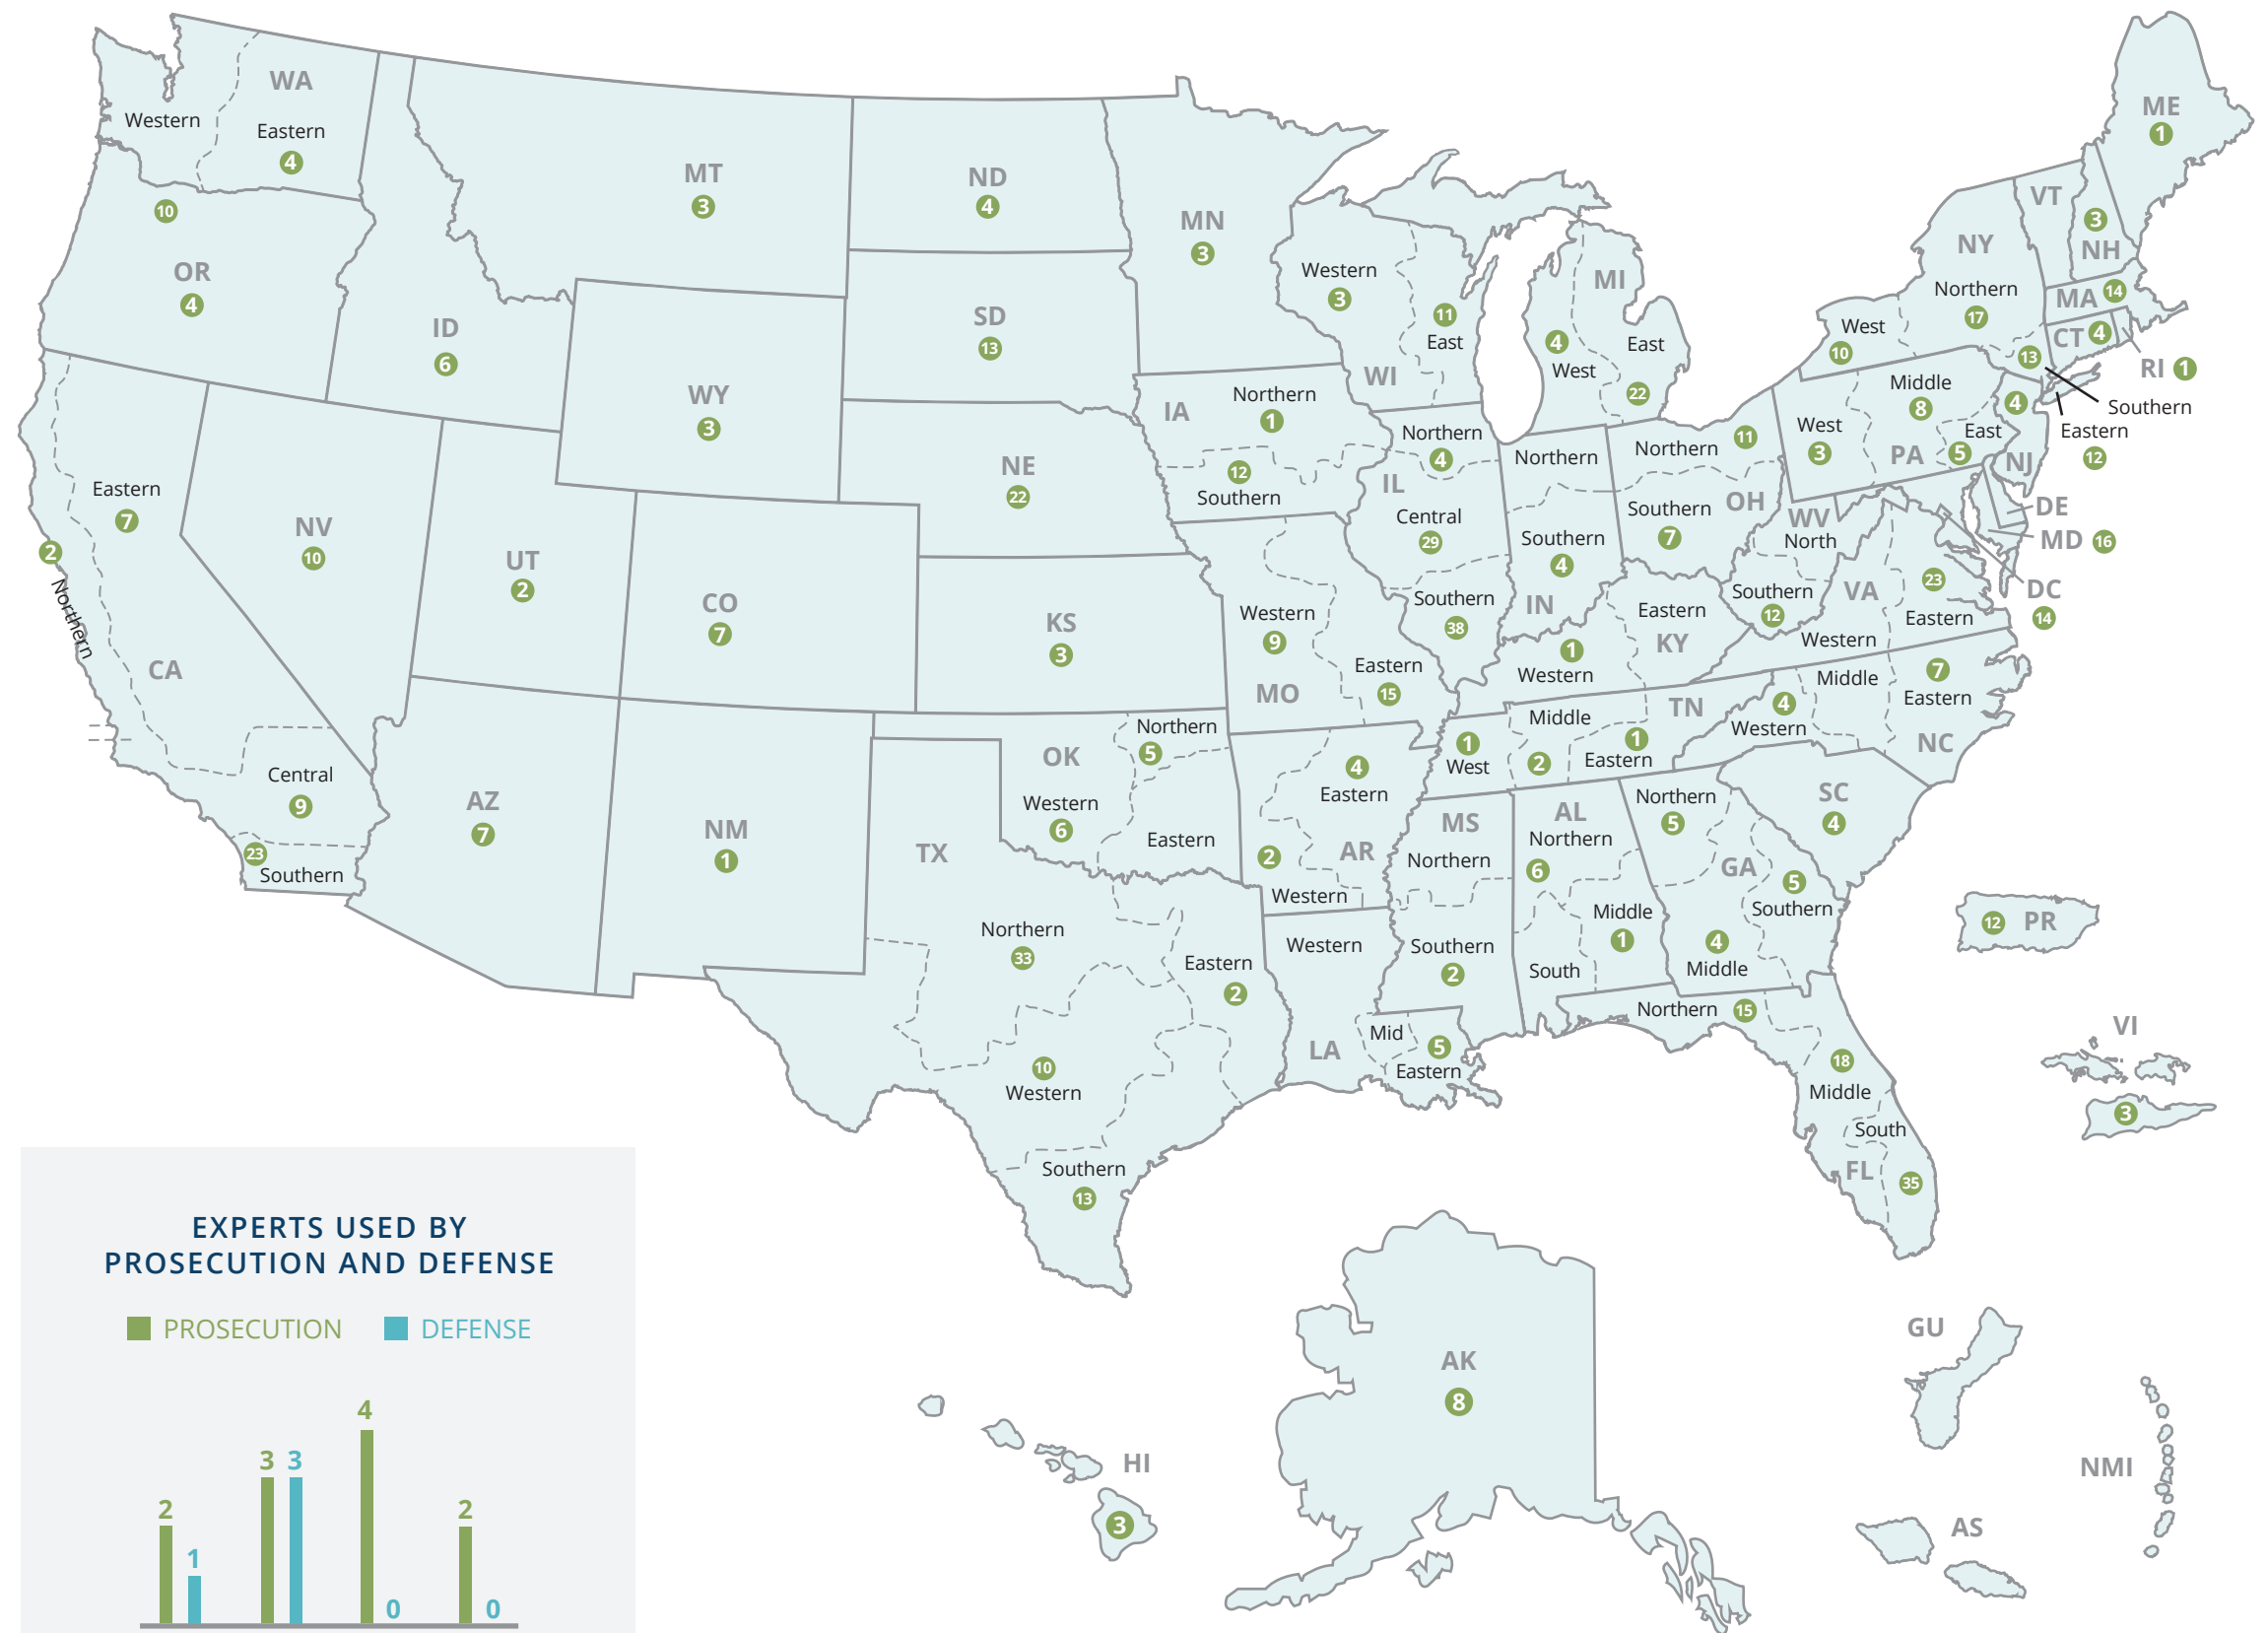 WA
Western
Eastern
4
10
OR
4
ID
6
MT
3
ND
4
MN
3
SD
13
WY
3
NE
22
Western
3
11
East
WI
MI
4
West
East
22
ME
1
VT
3
NH
NY
Northern
17
West
10
13
MA 14
CT 4
RI 1
Southern
Eastern
12
Middle
8
West
3
PA
East
5
4
NJ
DE
MD 16
DC
14
IA
Northern
1
12
Southern
Northern
4
IL
Central
29
Southern
38
Northern
Southern
4
IN
Northern
11
Southern
7
OH
WV
North
Southern
12
VA
23
Eastern
Western
Eastern
KY
1
Western
Eastern
7
2
Northern
CA
NV
10
UT
2
CO
7
KS
3
Western
9
MO
Eastern
15
Central
9
23
Southern
AZ
7
NM
1
OK
Northern
5
Western
6
Eastern
4
Eastern
2
AR
Western
TN
Middle
2
1
West
1
Eastern
Middle
4
Western
7
Eastern
NC
SC
4
MS
Northern
Southern
2
AL
Northern
6
Middle
1
South
Northern
5
GA
5
Southern
4
Middle
TX
Northern
33
Eastern
2
10
Western
Southern
13
Western
LA
Mid
5
Eastern
Northern
15
18
Middle
South
FL
35
12 PR
VI
3
EXPERTS USED BY
PROSECUTION AND DEFENSE
PROSECUTION DEFENSE
4
3 3
2 2
1
0 0
HI
3
AK
8
GU
NMI
AS